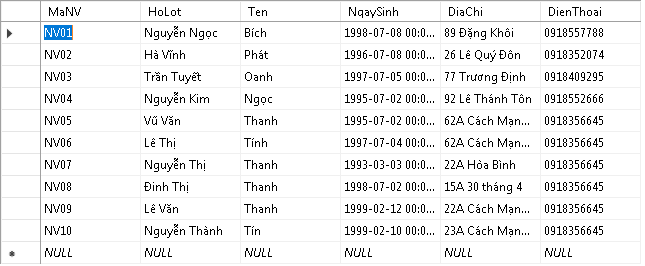 MaNV HoLot Ten NgaySinh DiaChi DienThoai
NV01 Nguyễn Ngọc Bích 1998-07-08 00:0... 89 Đặng Khôi 0918557788
NV02 Hà Vĩnh Phát 1996-07-08 00:0... 26 Lê Quý Đôn 0918352074
NV03 Trần Tuyết Oanh 1997-07-05 00:0... 77 Trương Định 0918409295
NV04 Nguyễn Kim Ngọc 1995-07-02 00:0... 92 Lê Thánh Tôn 0918552666
NV05 Vũ Văn Thanh 1995-07-02 00:0... 62A Cách Mạn... 0918356645
NV06 Lê Thị Tính 1997-07-04 00:0... 62A Cách Mạn... 0918356645
NV07 Nguyễn Thị Thanh 1993-03-03 00:0... 22A Hòa Bình 0918356645
NV08 Đinh Thị Thanh 1998-07-02 00:0... 15A 30 tháng 4 0918356645
NV09 Lê Văn Thanh 1999-02-12 00:0... 22A Cách Mạn... 0918356645
NV10 Nguyễn Thành Tín 1999-02-10 00:0... 22A Cách Mạn... 0918356645
NULL NULL NULL NULL NULL NULL